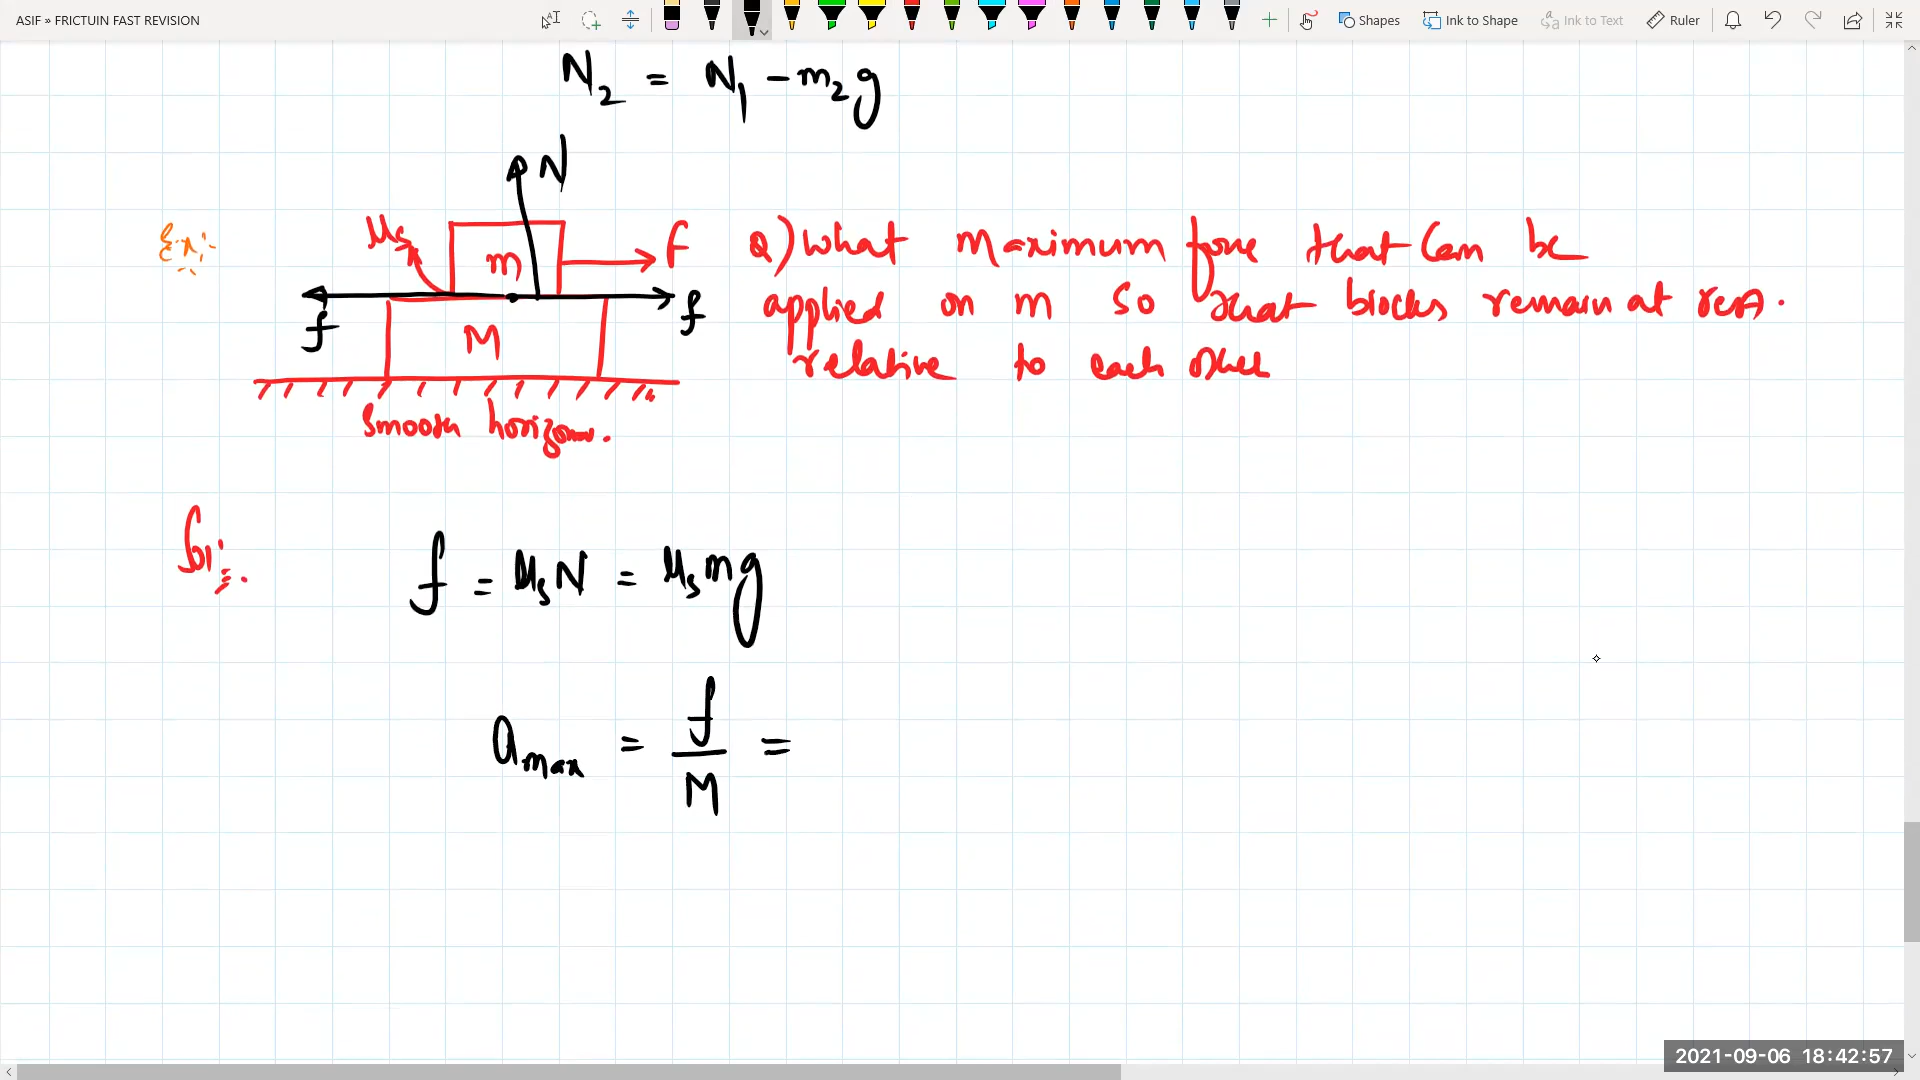 ASIF » FRICTUIN FAST REVISION
Shapes Ink to Shape Ink to Text Ruler
N₂ = N₁ - m₂g
N
Ex:-
μs
m
F
f
f
M
Smooth horizon.
Q) What maximum force that can be
applied on m so that blocks remain at rest.
relative to each other
Sol:-
f = μsN = μsmg
amax = f/M =
2021-09-06 18:42:57